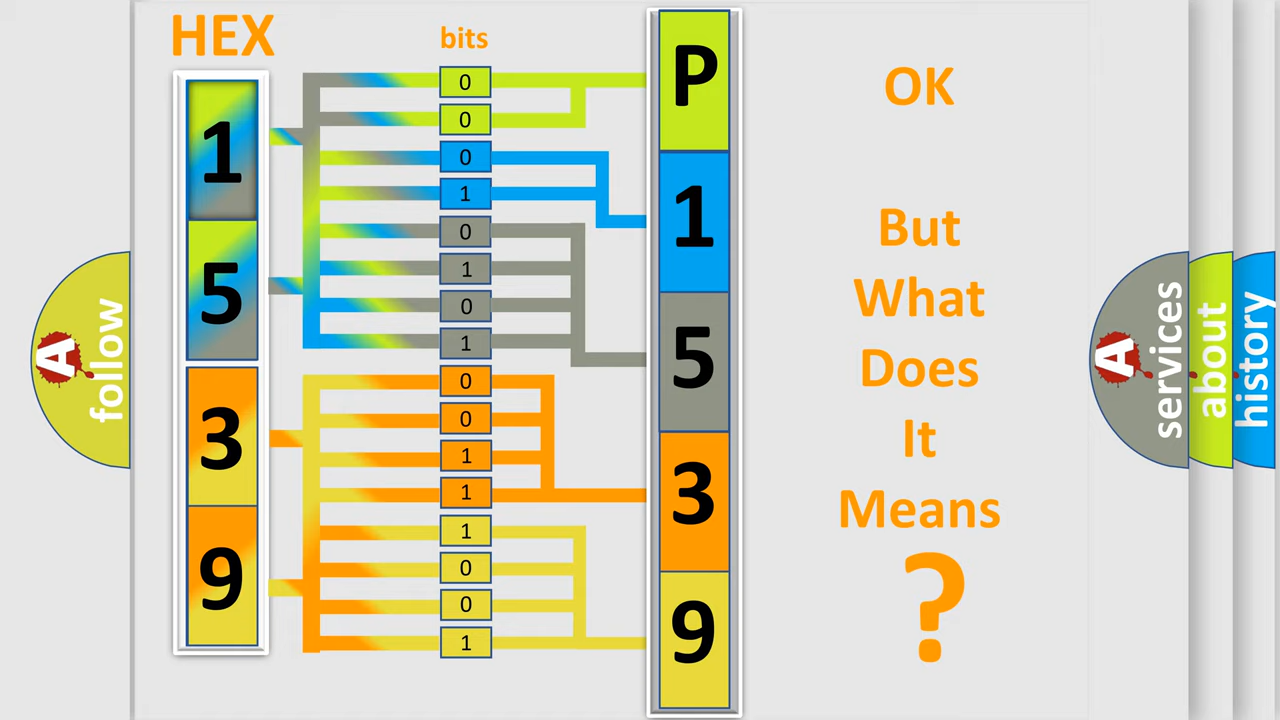 HEX
bits
1
5
3
9
0
0
0
1
0
1
0
1
0
0
1
1
1
0
0
1
P
1
5
3
9
OK
But
What
Does
It
Means
?
A
follow
A
services
about
history